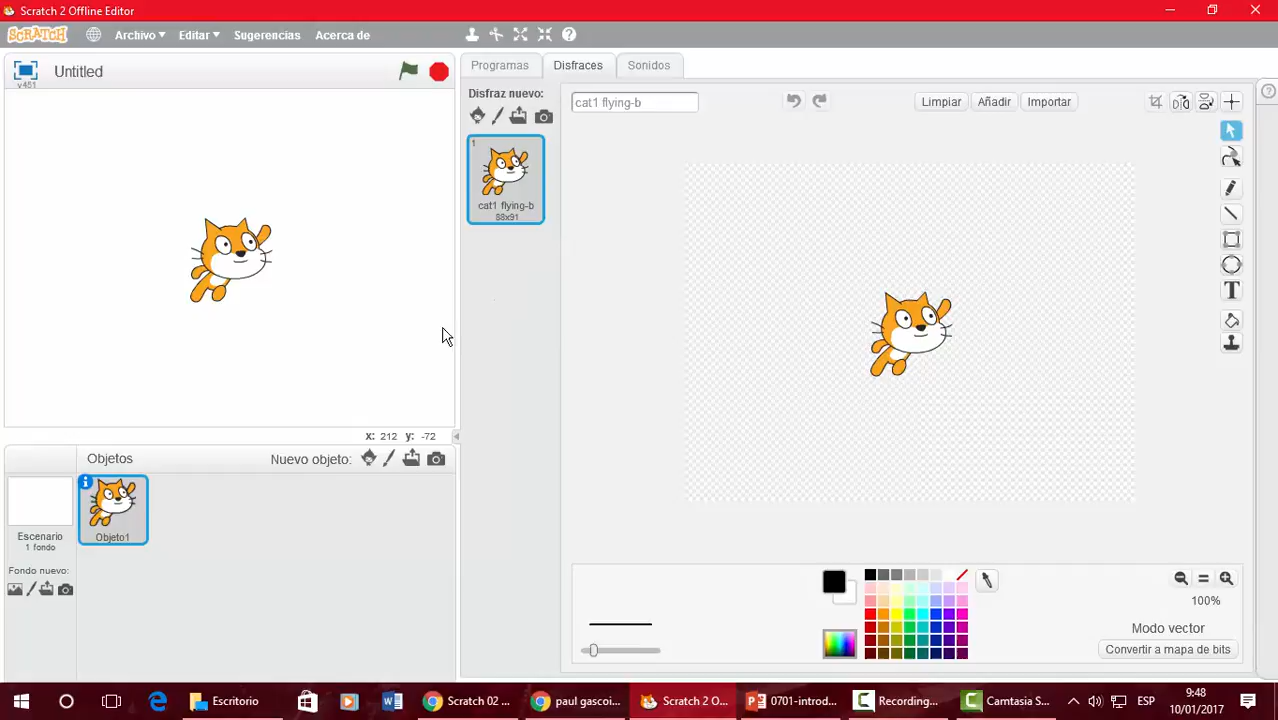 Scratch 2 Offline Editor
SCRATCH Archivo Editar Sugerencias Acerca de
Untitled
v451
Programas Disfraces Sonidos
Disfraz nuevo:
cat1 flying-b
Limpiar Añadir Importar
1
cat1 flying-b
88x91
x: 212 y: -72
Objetos Nuevo objeto:
Escenario
1 fondo
Fondo nuevo:
Objeto1
T
100%
Modo vector
Convertir a mapa de bits
Escritorio
Scratch 02 ...
paul gascoi...
Scratch 2 O...
0701-introd...
Recording...
Camtasia S...
ESP
9:48
10/01/2017